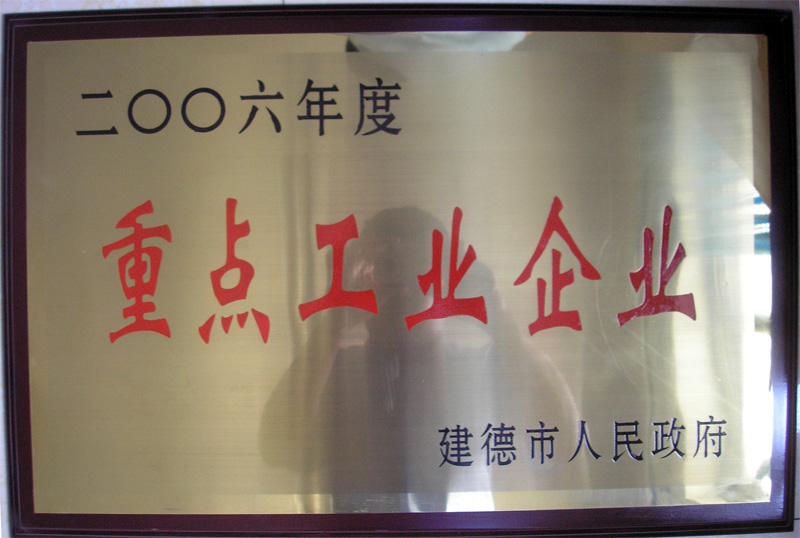 二〇〇六年度
重点工业企业
建德市人民政府